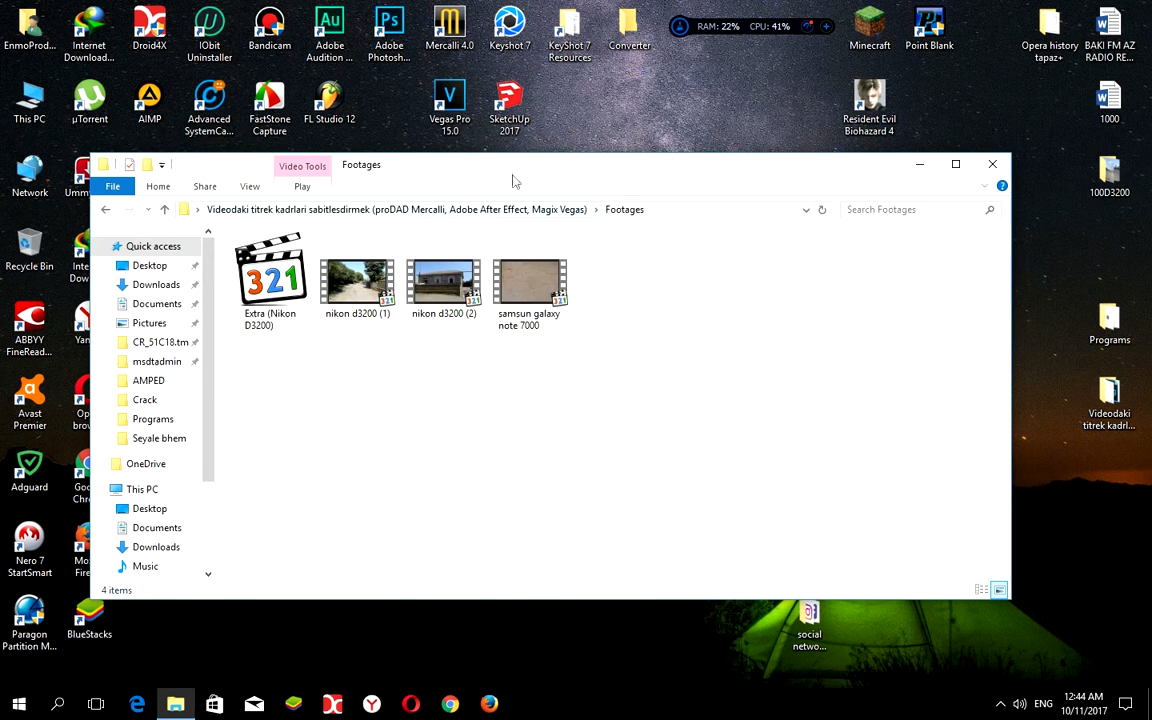 EnmoProd...
Internet
Download...
Droid4X
IObit
Uninstaller
Bandicam
Adobe
Audition ...
Adobe
Photosh...
Mercalli 4.0
Keyshot 7
KeyShot 7
Resources
Converter
RAM: 22% CPU: 41%
Minecraft
Point Blank
Opera history
tapaz+
BAKI FM AZ
RADIO RE...
This PC
µTorrent
AIMP
Advanced
SystemCa...
FastStone
Capture
FL Studio 12
Vegas Pro
15.0
SketchUp
2017
Resident Evil
Biohazard 4
1000
Network
Umm
100D3200
Recycle Bin
Inte
Dow
ABBYY
FineRead...
Yan
Programs
Avast
Premier
Op
brow
Videodaki
titrek kadrl...
Adguard
Goo
Chr
Nero 7
StartSmart
Mo
Fire
Paragon
Partition M...
BlueStacks
social
netwo...
Video Tools
Footages
File
Home
Share
View
Play
Videodaki titrek kadrlari sabitlesdirmek (proDAD Mercalli, Adobe After Effect, Magix Vegas) › Footages
Search Footages
Quick access
Desktop
Downloads
Documents
Pictures
CR_51C18.tm
msdtadmin
AMPED
Crack
Programs
Seyale bhem
OneDrive
This PC
Desktop
Documents
Downloads
Music
321
Extra (Nikon
D3200)
nikon d3200 (1)
nikon d3200 (2)
samsun galaxy
note 7000
4 items
ENG
12:44 AM
10/11/2017